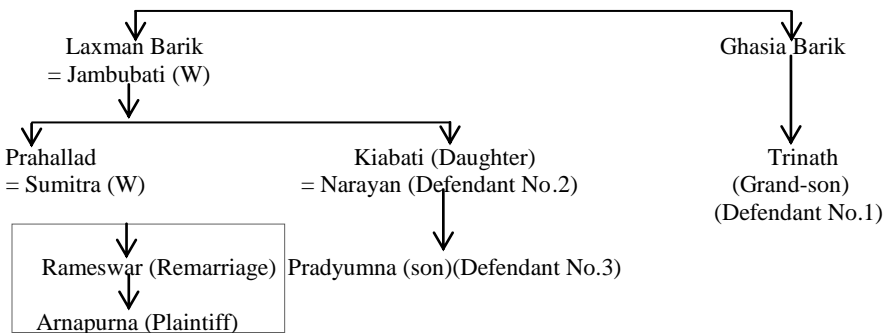 Laxman Barik Ghasia Barik
= Jambubati (W)
Prahallad Kiabati (Daughter) Trinath
= Sumitra (W) = Narayan (Defendant No.2) (Grand-son)
(Defendant No.1)
Rameswar (Remarriage) Pradyumna (son)(Defendant No.3)
Arnapurna (Plaintiff)